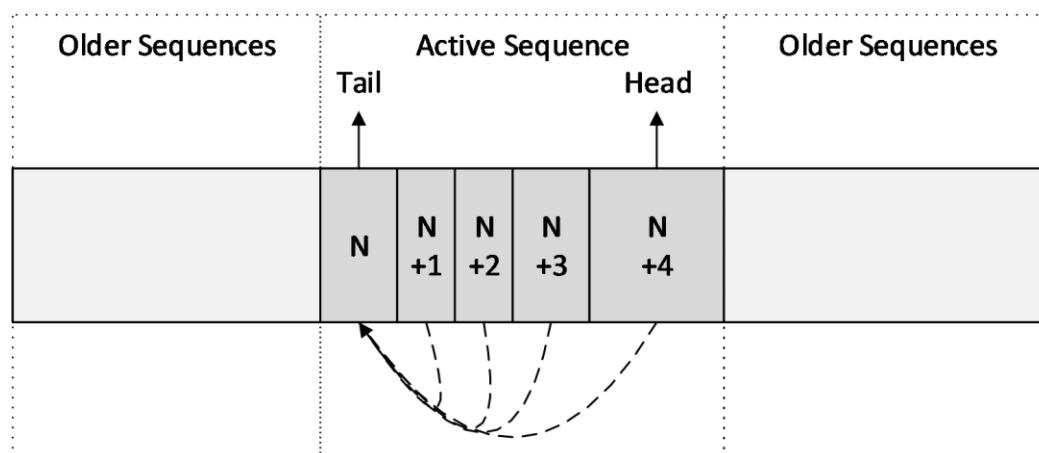 Older Sequences
Active Sequence
Older Sequences
Tail
Head
N
N
+1
N
+2
N
+3
N
+4